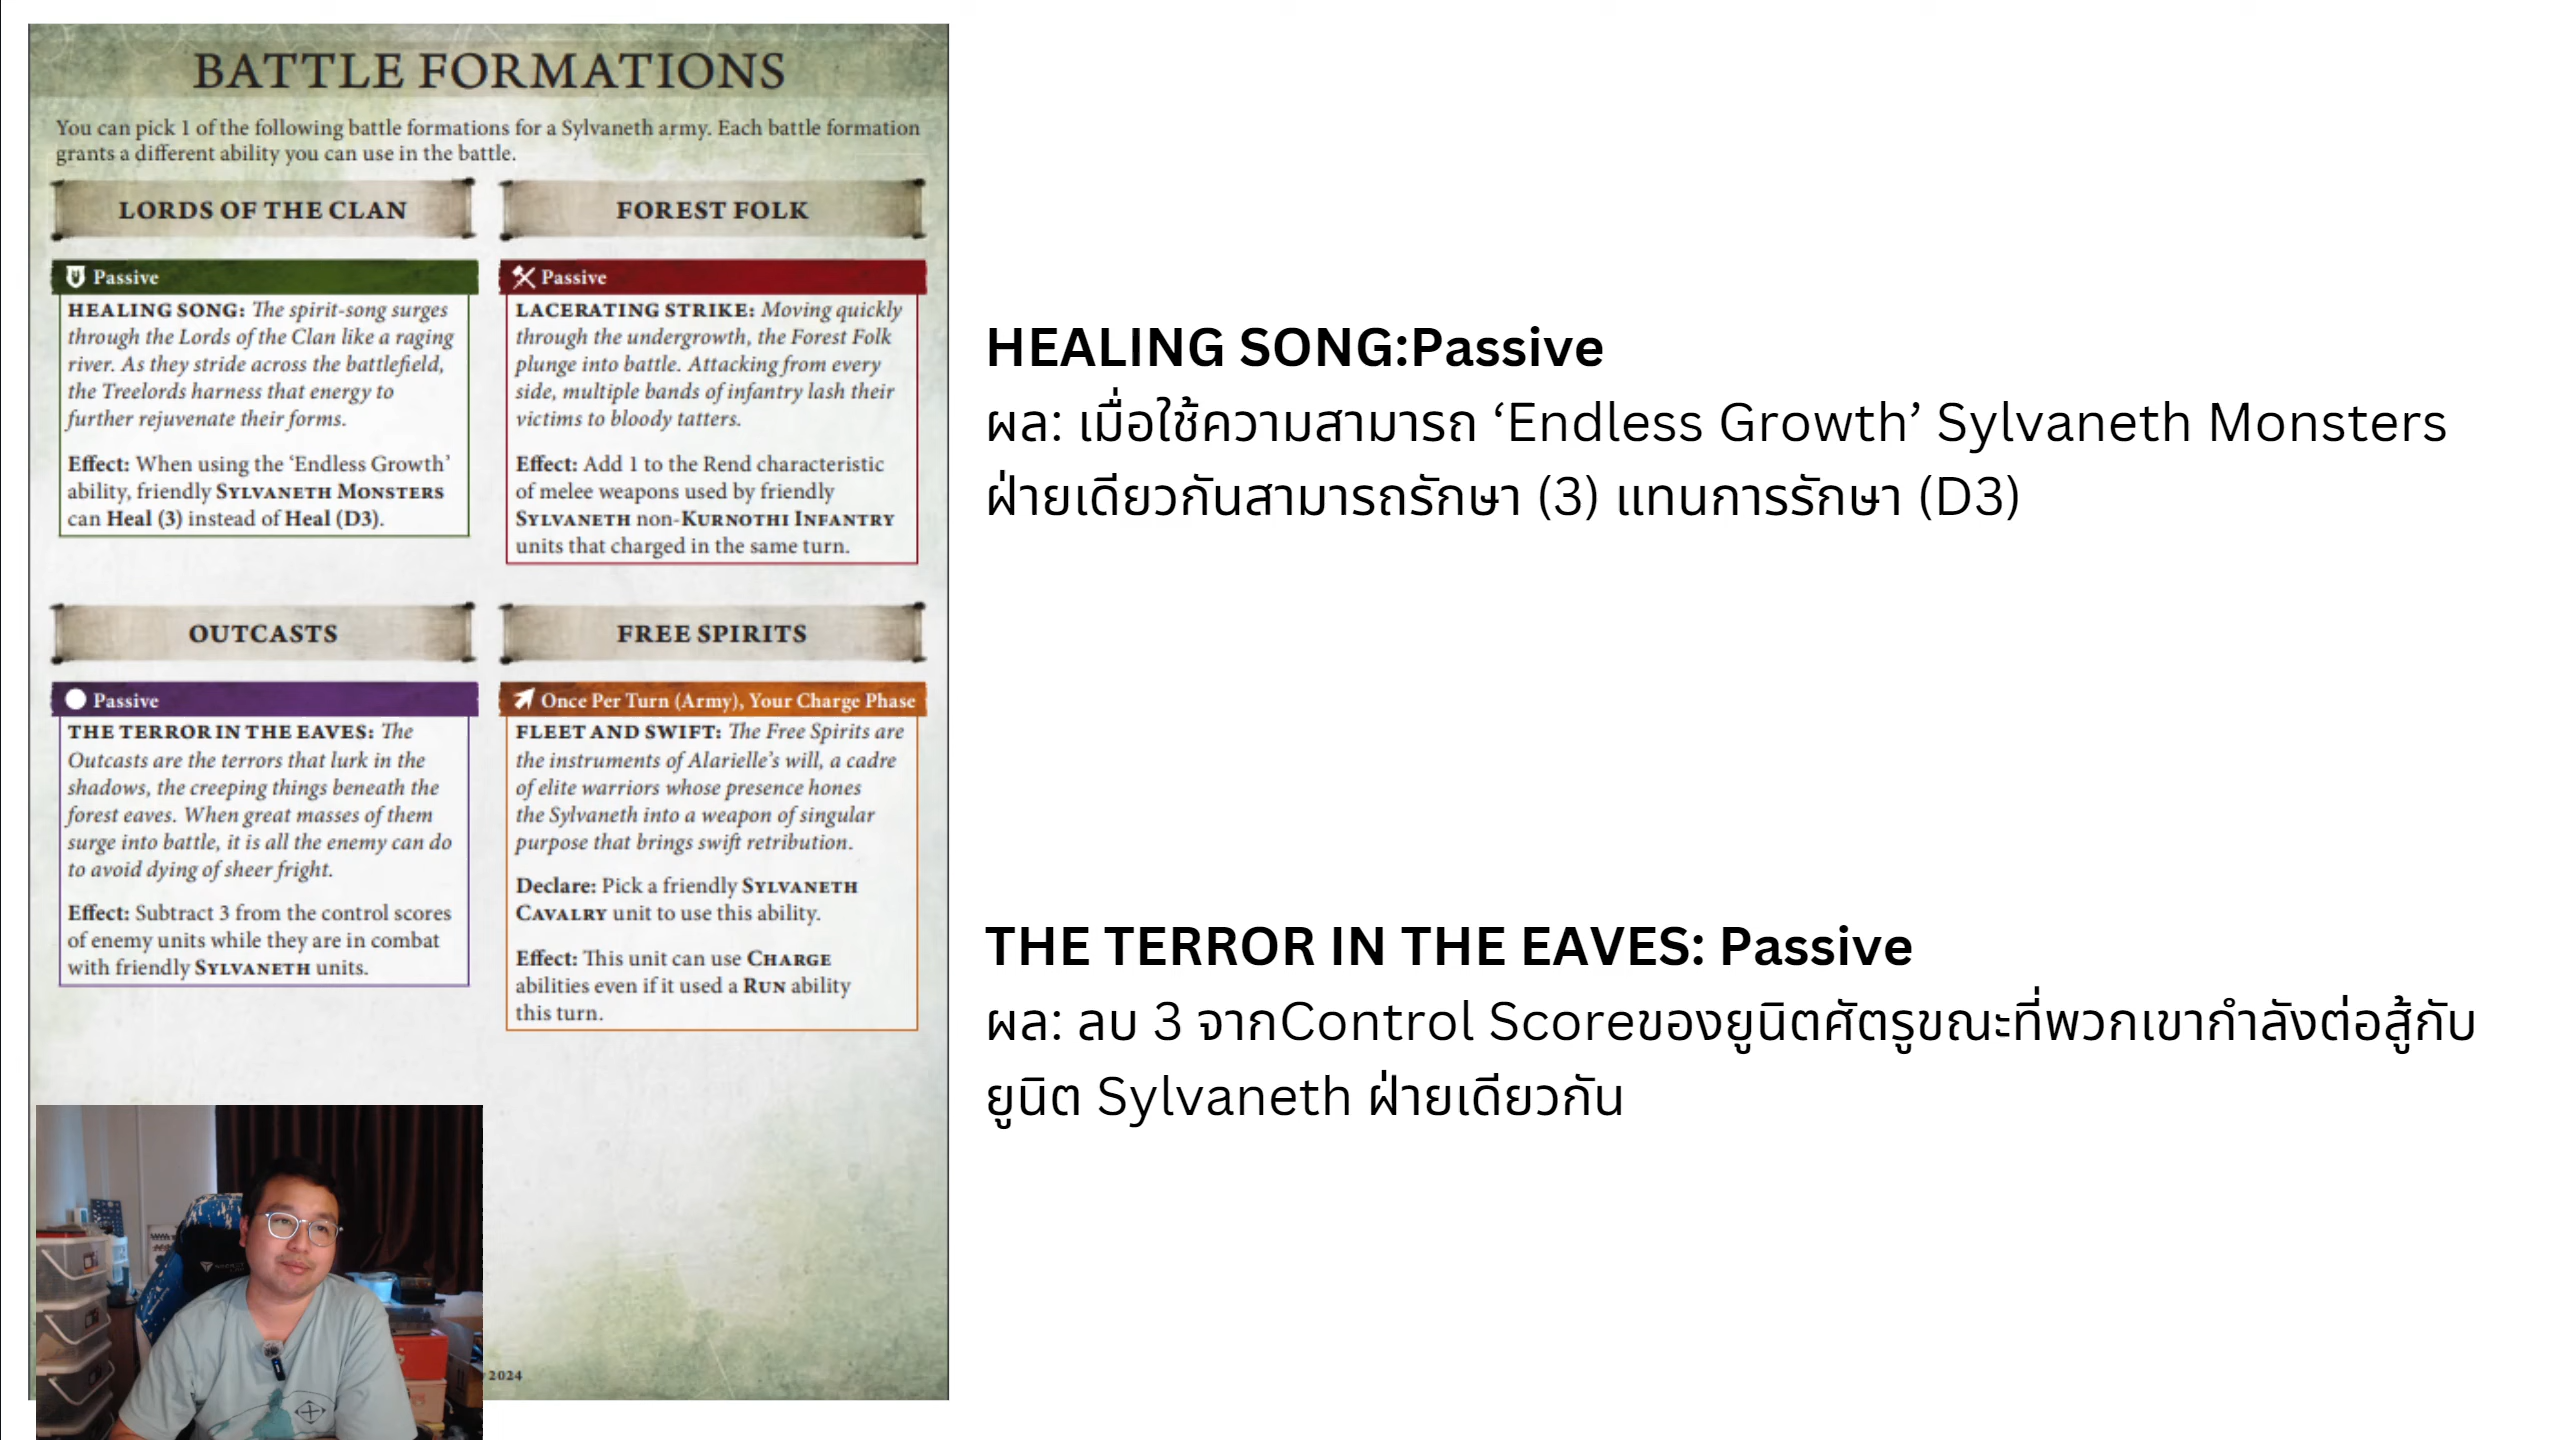 BATTLE FORMATIONS
You can pick 1 of the following battle formations for a Sylvaneth army. Each battle formation
grants a different ability you can use in the battle.
LORDS OF THE CLAN
Passive
HEALING SONG: The spirit-song surges
through the Lords of the Clan like a raging
river. As they stride across the battlefield,
the Treelords harness that energy to
further rejuvenate their forms.
Effect: When using the ‘Endless Growth’
ability, friendly SYLVANETH MONSTERS
can Heal (3) instead of Heal (D3).
FOREST FOLK
Passive
LACERATING STRIKE: Moving quickly
through the undergrowth, the Forest Folk
plunge into battle. Attacking from every
side, multiple bands of infantry lash their
victims to bloody tatters.
Effect: Add 1 to the Rend characteristic
of melee weapons used by friendly
SYLVANETH non-KURNOTHI INFANTRY
units that charged in the same turn.
OUTCASTS
Passive
THE TERROR IN THE EAVES: The
Outcasts are the terrors that lurk in the
shadows, the creeping things beneath the
forest eaves. When great masses of them
surge into battle, it is all the enemy can do
to avoid dying of sheer fright.
Effect: Subtract 3 from the control scores
of enemy units while they are in combat
with friendly SYLVANETH units.
FREE SPIRITS
Once Per Turn (Army), Your Charge Phase
FLEET AND SWIFT: The Free Spirits are
the instruments of Alarielle’s will, a cadre
of elite warriors whose presence hones
the Sylvaneth into a weapon of singular
purpose that brings swift retribution.
Declare: Pick a friendly SYLVANETH
CAVALRY unit to use this ability.
Effect: This unit can use CHARGE
abilities even if it used a RUN ability
this turn.
2024
HEALING SONG:Passive
ผล: เมื่อใช้ความสามารถ ‘Endless Growth’ Sylvaneth Monsters
ฝ่ายเดียวกันสามารถรักษา (3) แทนการรักษา (D3)
THE TERROR IN THE EAVES: Passive
ผล: ลบ 3 จากControl Scoreของยูนิตศัตรูขณะที่พวกเขากำลังต่อสู้กับ
ยูนิต Sylvaneth ฝ่ายเดียวกัน